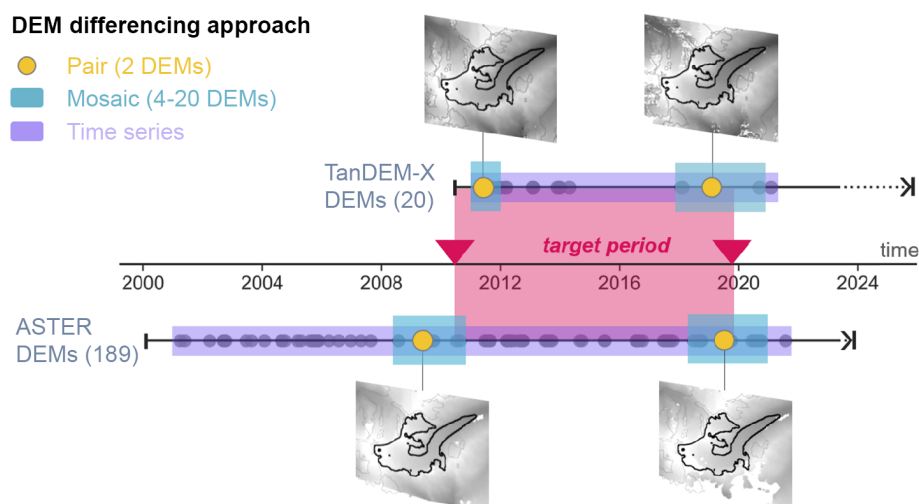 DEM differencing approach
Pair (2 DEMs)
Mosaic (4-20 DEMs)
Time series
TanDEM-X
DEMs (20)
target period
time
2000 2004 2008 2012 2016 2020 2024
ASTER
DEMs (189)